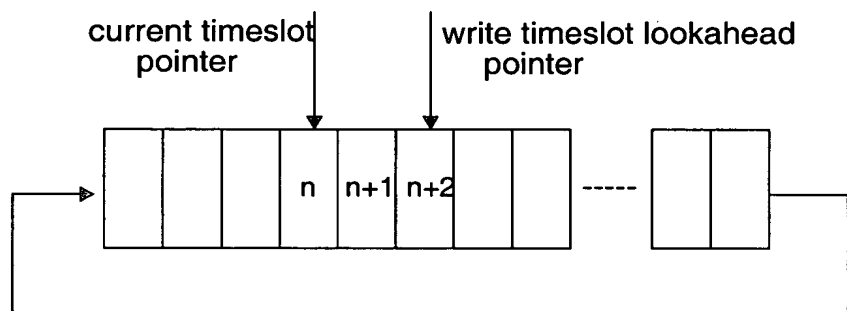 current timeslot
pointer
write timeslot lookahead
pointer
n
n+1
n+2